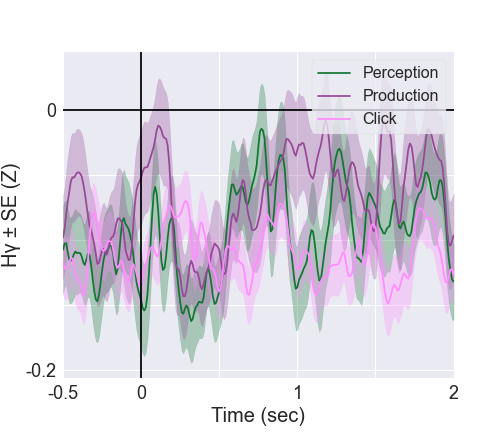 Perception
Production
Click
0
-0.2
Hγ ± SE (Z)
-0.5 0 1 2
Time (sec)